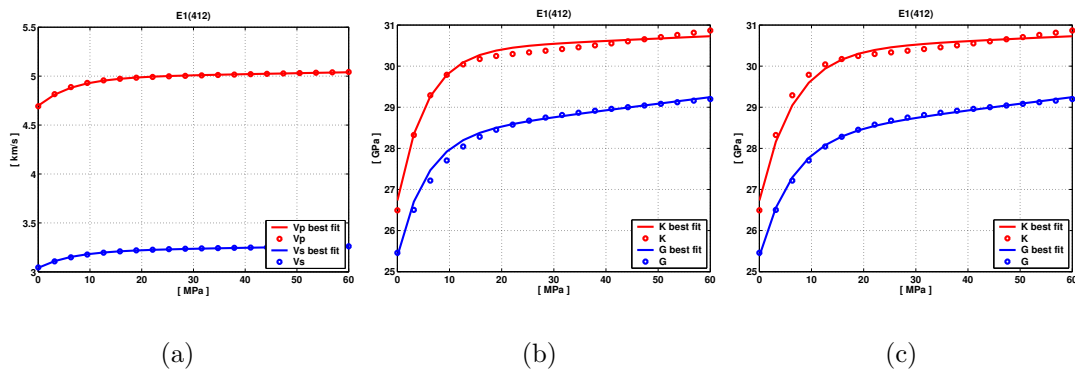 E1(412)
5.5
5
4.5
4
3.5
3
[ km/s]
0 10 20 30 40 50 60
[ MPa ]
Vp best fit
Vp
Vs best fit
Vs
(a)
E1(412)
31
30
29
28
27
26
25
[ GPa]
0 10 20 30 40 50 60
[ MPa ]
K best fit
K
G best fit
G
(b)
E1(412)
31
30
29
28
27
26
25
[ GPa]
0 10 20 30 40 50 60
[ MPa ]
K best fit
K
G best fit
G
(c)